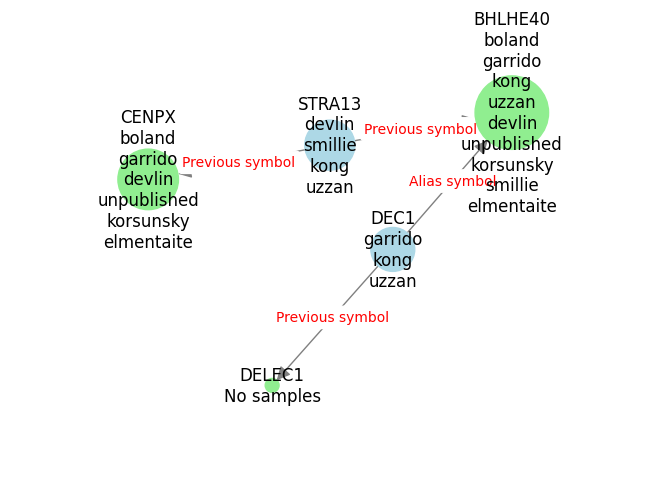 BHLHE40
boland
garrido
kong
uzzan
devlin
unpublished
korsunsky
smillie
elmentaite
STRA13
devlin
smillie
kong
uzzan
CENPX
boland
garrido
devlin
unpublished
korsunsky
elmentaite
Previous symbol
Previous symbol
Alias symbol
DEC1
garrido
kong
uzzan
Previous symbol
DELEC1
No samples